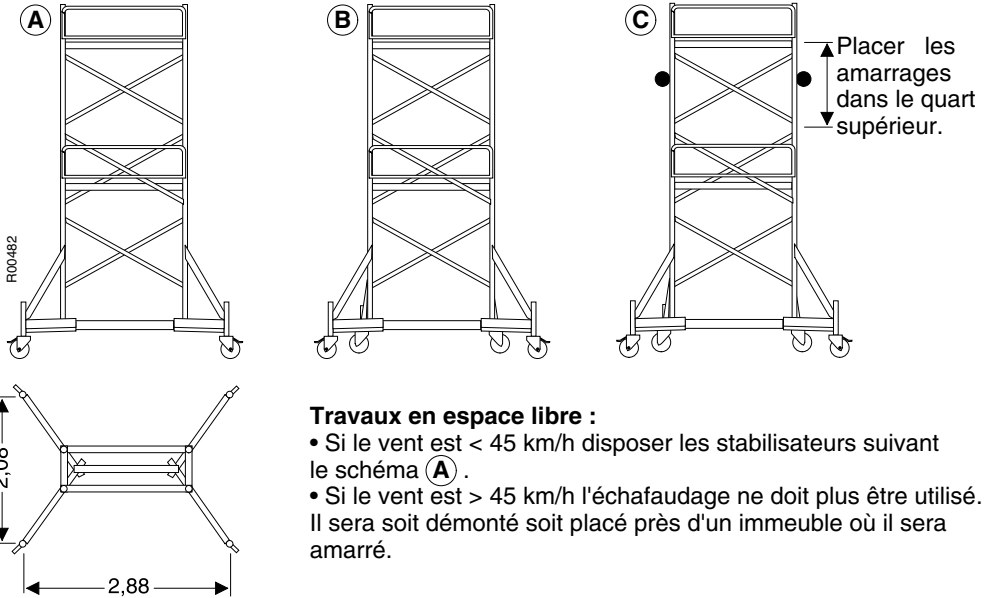 A
B
C
Placer les
amarrages
dans le quart
supérieur.
R00482
2,08
2,88
Travaux en espace libre :
• Si le vent est < 45 km/h disposer les stabilisateurs suivant
le schéma A .
• Si le vent est > 45 km/h l'échafaudage ne doit plus être utilisé.
Il sera soit démonté soit placé près d'un immeuble où il sera
amarré.